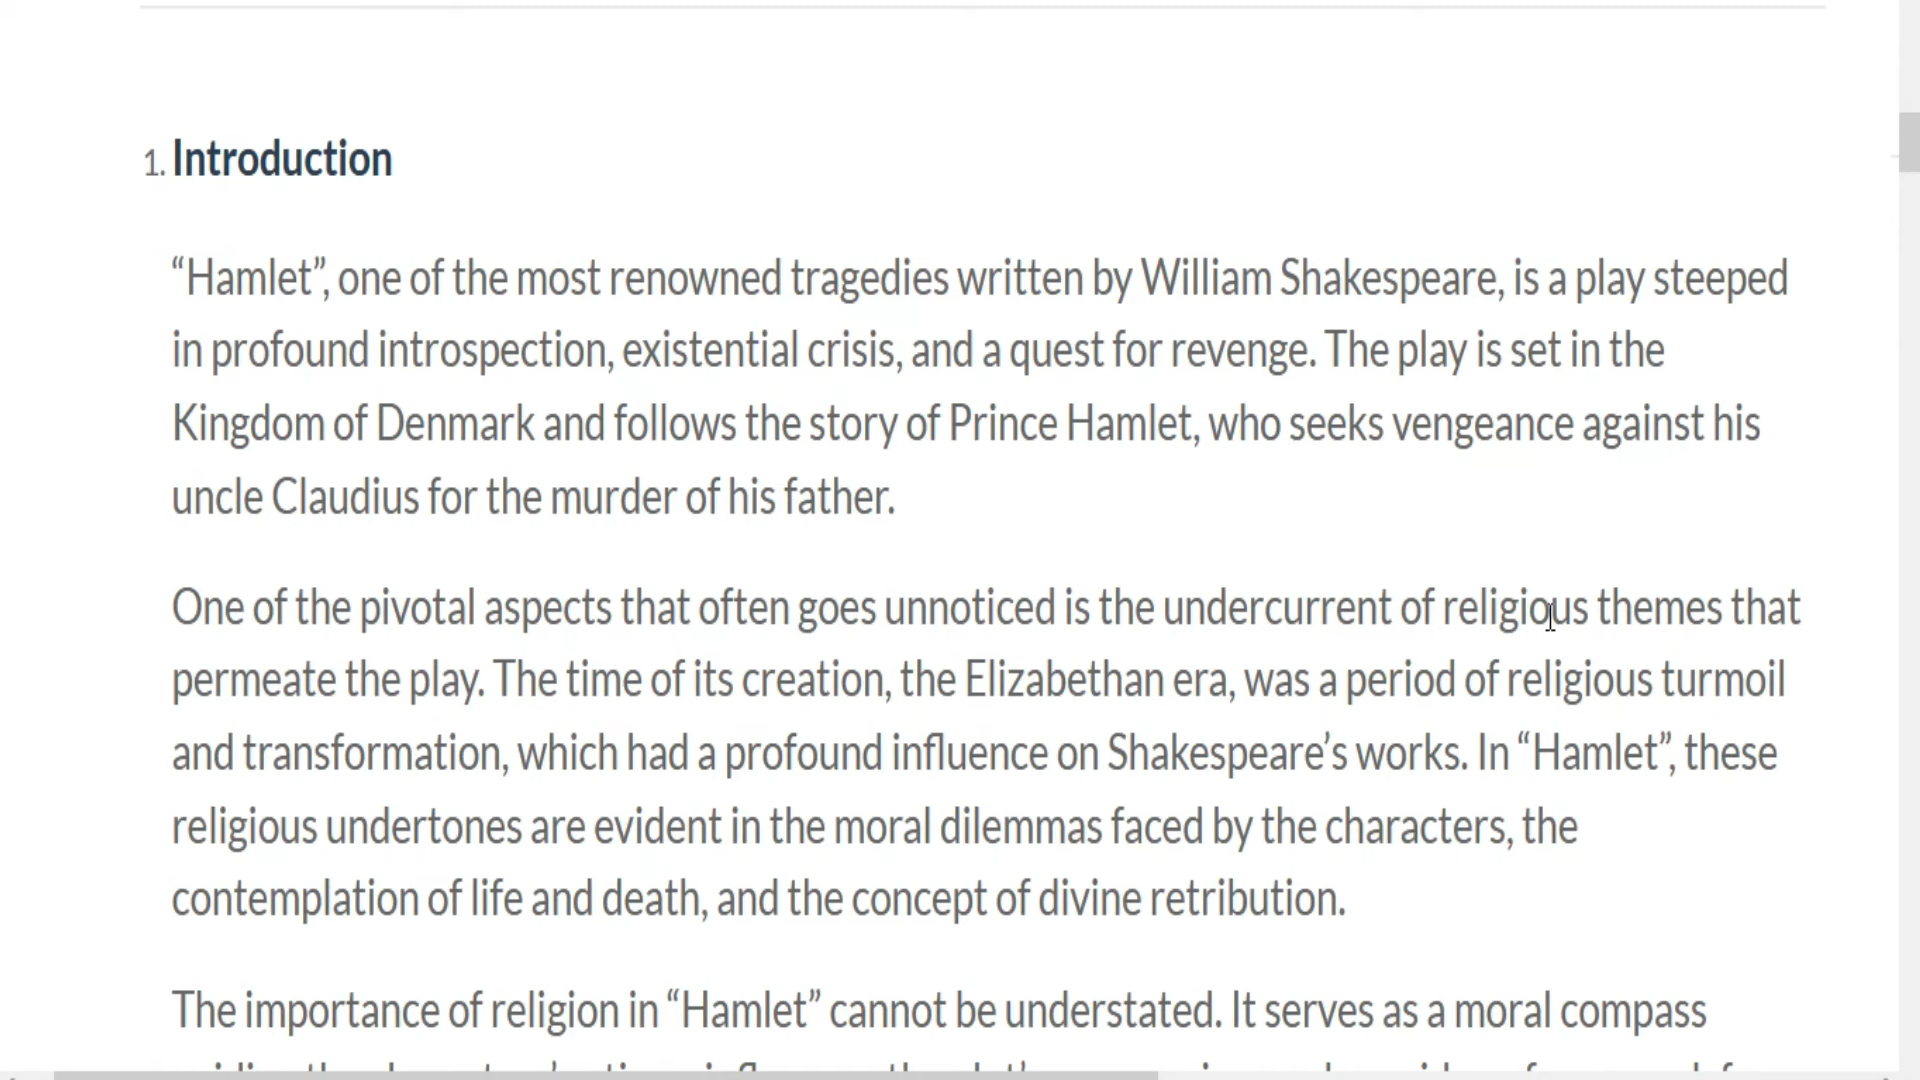 1. Introduction
“Hamlet”, one of the most renowned tragedies written by William Shakespeare, is a play steeped
in profound introspection, existential crisis, and a quest for revenge. The play is set in the
Kingdom of Denmark and follows the story of Prince Hamlet, who seeks vengeance against his
uncle Claudius for the murder of his father.
One of the pivotal aspects that often goes unnoticed is the undercurrent of religious themes that
permeate the play. The time of its creation, the Elizabethan era, was a period of religious turmoil
and transformation, which had a profound influence on Shakespeare’s works. In “Hamlet”, these
religious undertones are evident in the moral dilemmas faced by the characters, the
contemplation of life and death, and the concept of divine retribution.
The importance of religion in “Hamlet” cannot be understated. It serves as a moral compass